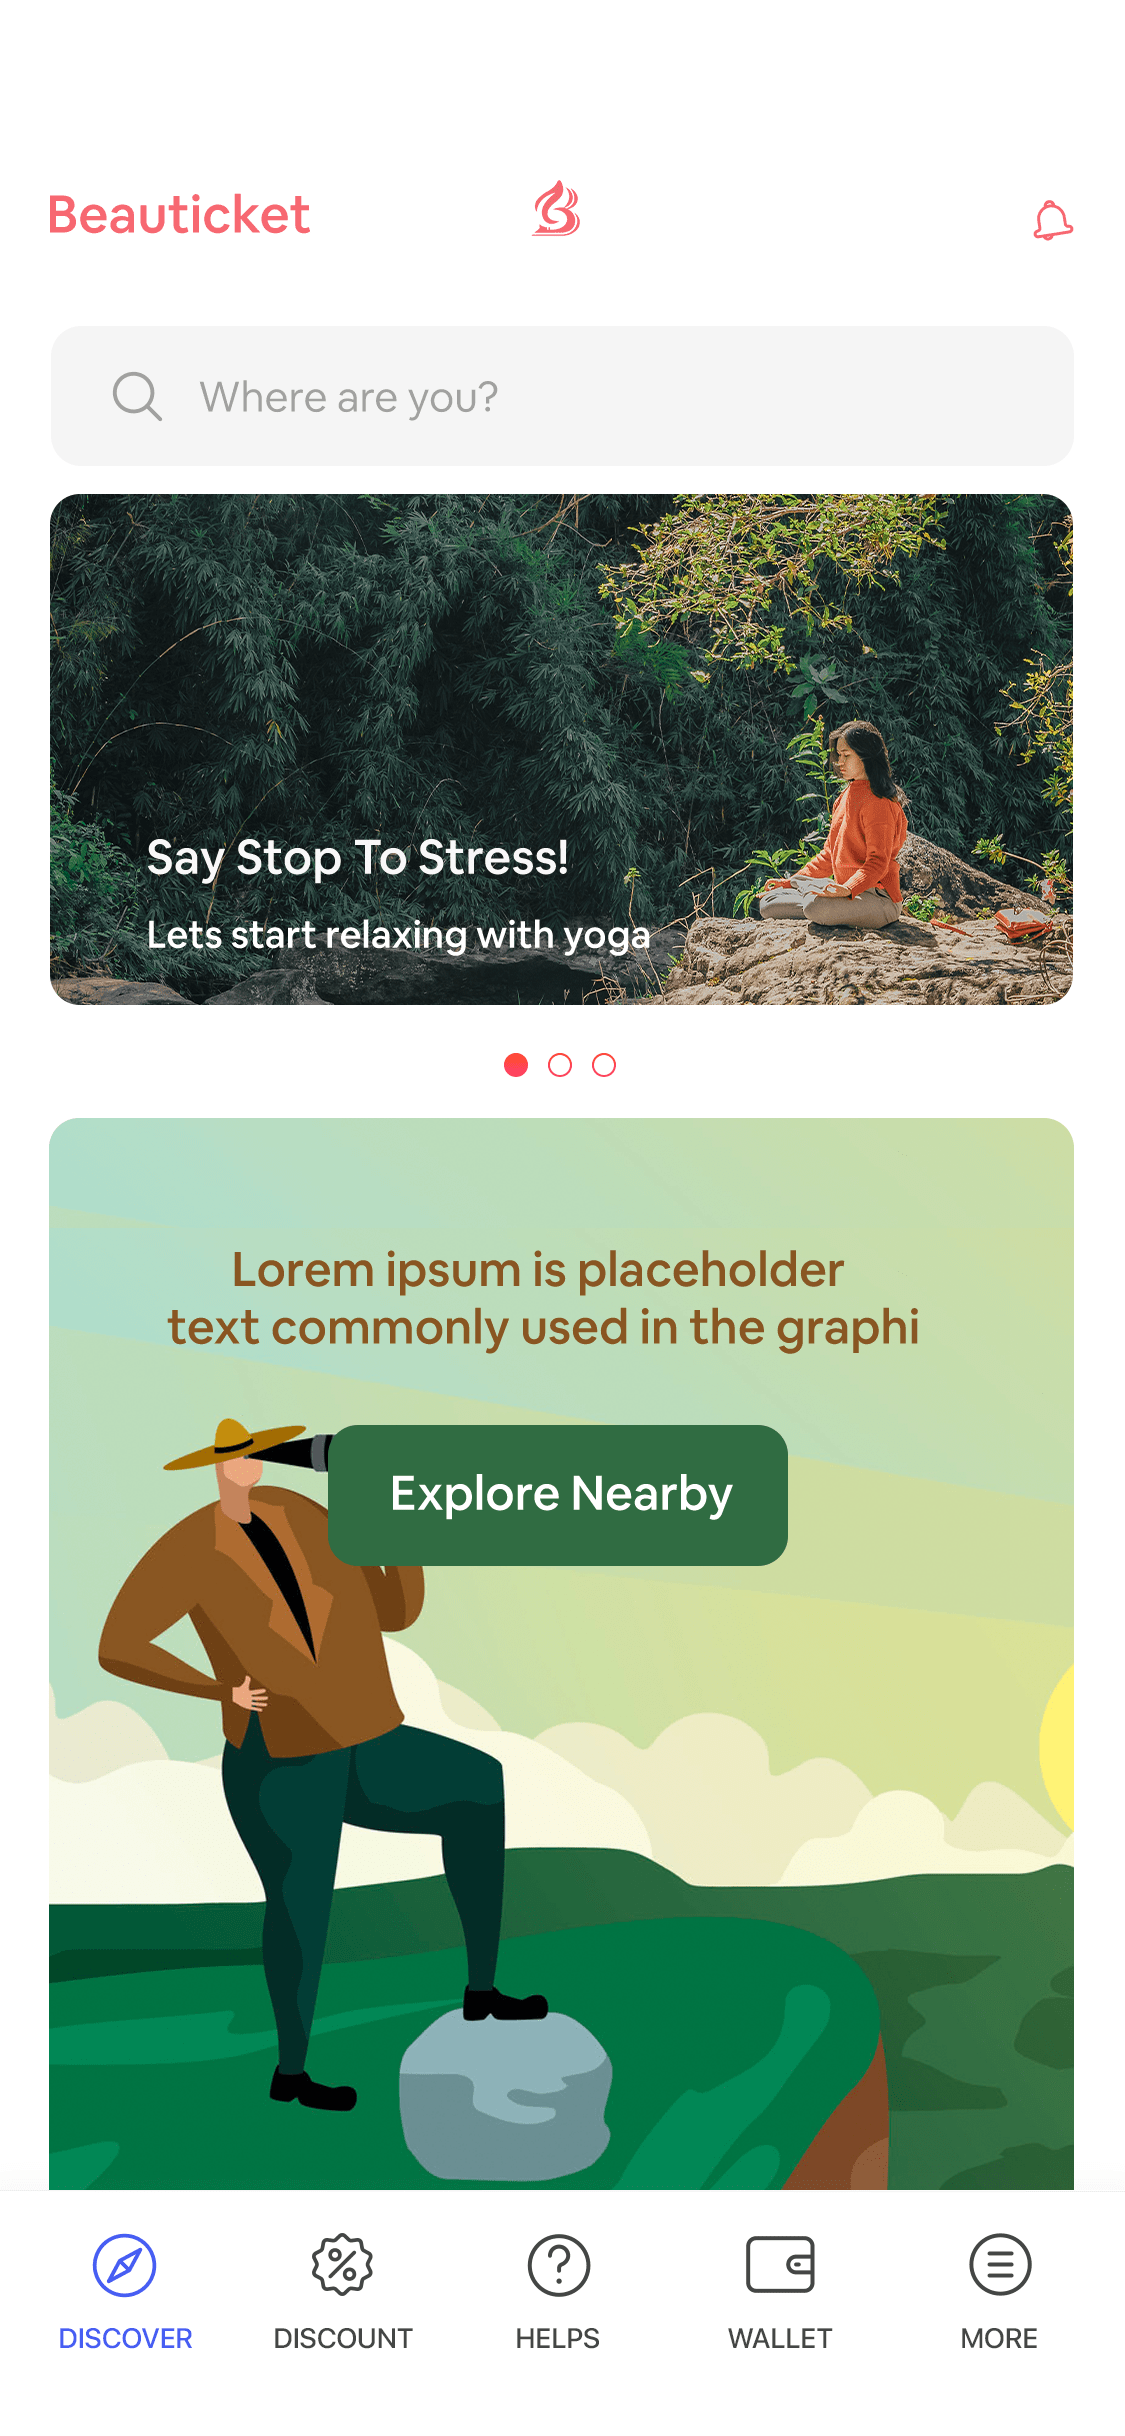 Beauticket
Where are you?
Say Stop To Stress!
Lets start relaxing with yoga
Lorem ipsum is placeholder
text commonly used in the graphi
Explore Nearby
DISCOVER
DISCOUNT
HELPS
WALLET
MORE